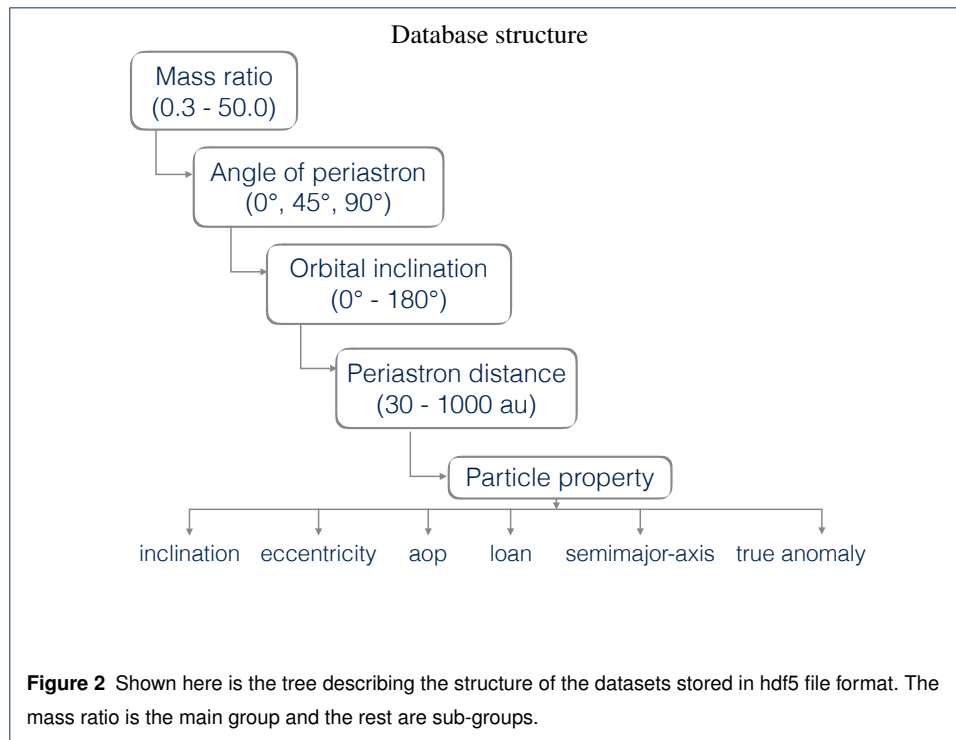 Database structure
Mass ratio
(0.3 - 50.0)
Angle of periastron
(0°, 45°, 90°)
Orbital inclination
(0° - 180°)
Periastron distance
(30 - 1000 au)
Particle property
inclination eccentricity aop loan semimajor-axis true anomaly
Figure 2 Shown here is the tree describing the structure of the datasets stored in hdf5 file format. The
mass ratio is the main group and the rest are sub-groups.